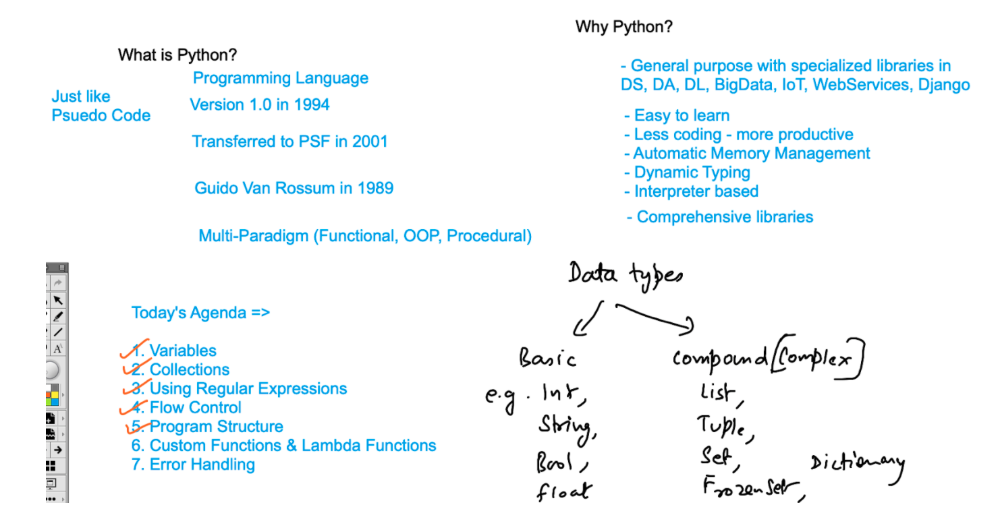 What is Python?
Programming Language
Just like
Psuedo Code
Version 1.0 in 1994
Transferred to PSF in 2001
Guido Van Rossum in 1989
Multi-Paradigm (Functional, OOP, Procedural)
Why Python?
- General purpose with specialized libraries in
DS, DA, DL, BigData, IoT, WebServices, Django
- Easy to learn
- Less coding - more productive
- Automatic Memory Management
- Dynamic Typing
- Interpreter based
- Comprehensive libraries
A
Today's Agenda =>
1. Variables
2. Collections
3. Using Regular Expressions
4. Flow Control
5. Program Structure
6. Custom Functions & Lambda Functions
7. Error Handling
Data types
Basic
e.g. Int,
String,
Bool,
float
compound [Complex]
List,
Tuple,
Set,
Frozen Set,
Dictionary